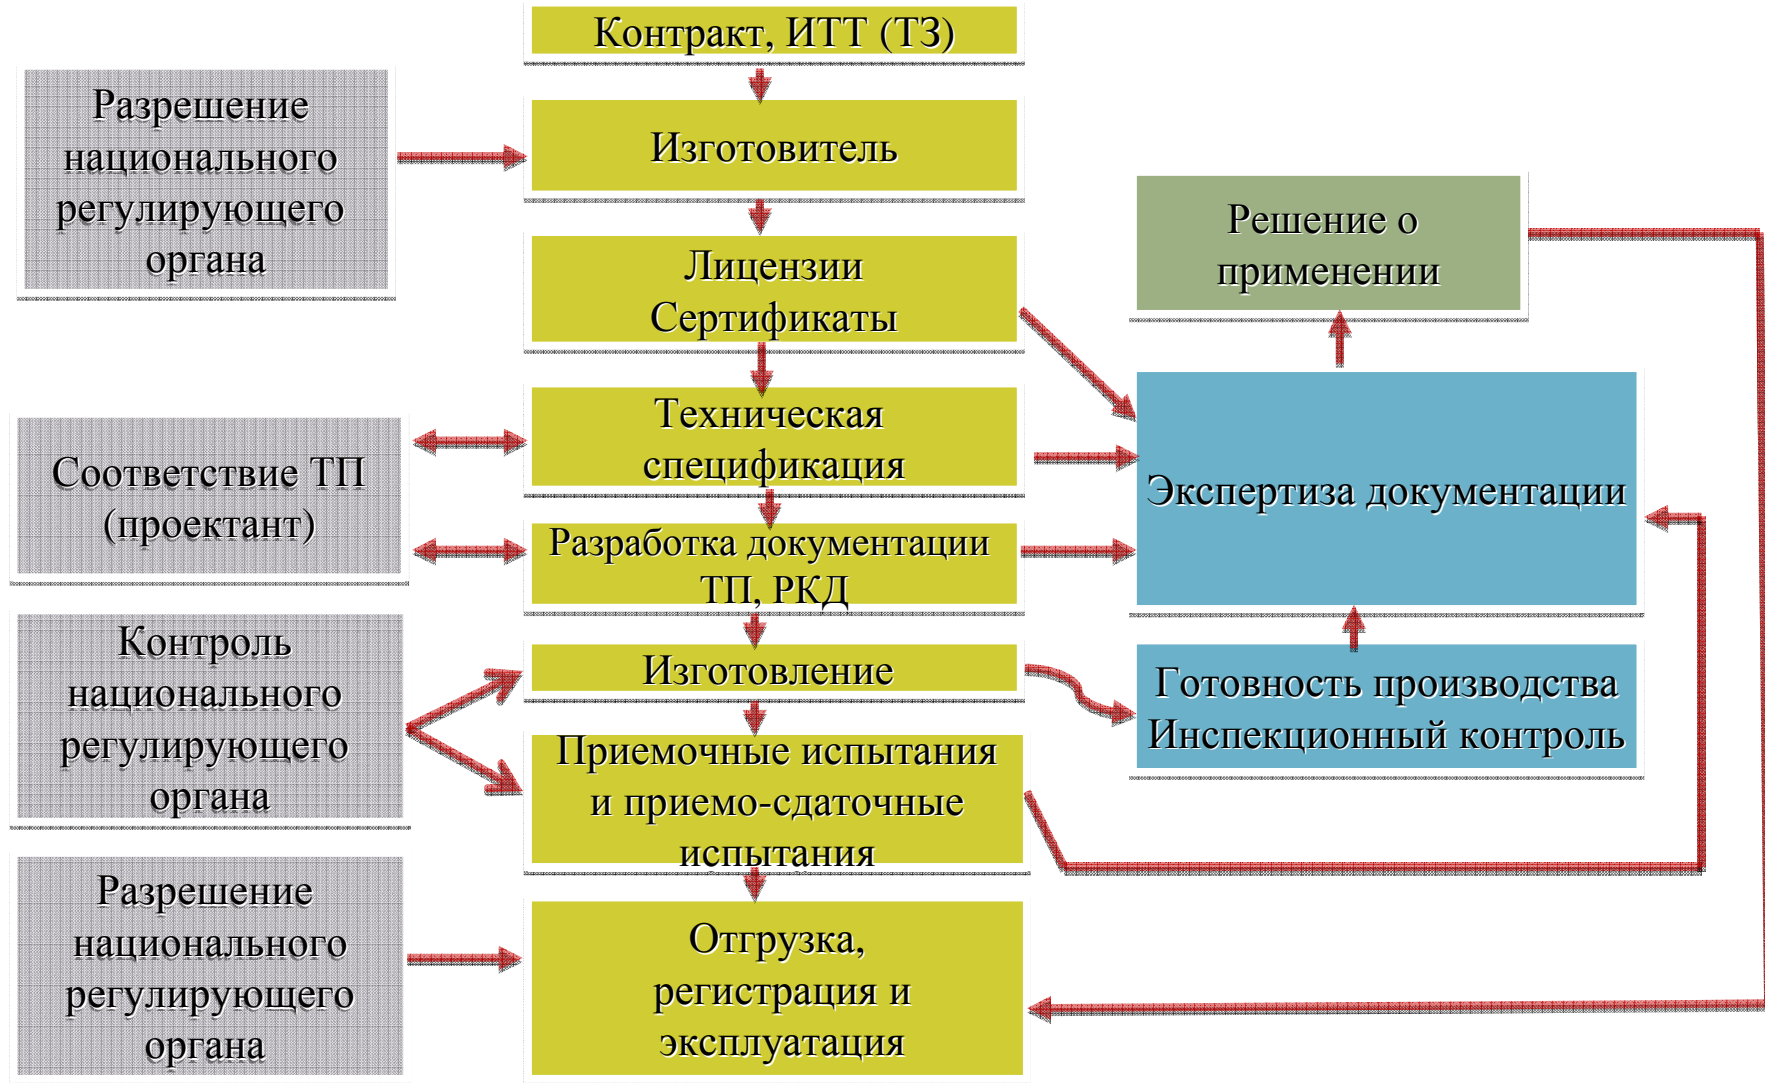 Контракт, ИТТ (ТЗ)
Разрешение
национального
регулирующего
органа
Изготовитель
Лицензии
Сертификаты
Решение о
применении
Техническая
спецификация
Соответствие ТП
(проектант)
Экспертиза документации
Разработка документации
ТП, РКД
Контроль
национального
регулирующего
органа
Изготовление
Готовность производства
Инспекционный контроль
Приемочные испытания
и приемо-сдаточные
испытания
Разрешение
национального
регулирующего
органа
Отгрузка,
регистрация и
эксплуатация